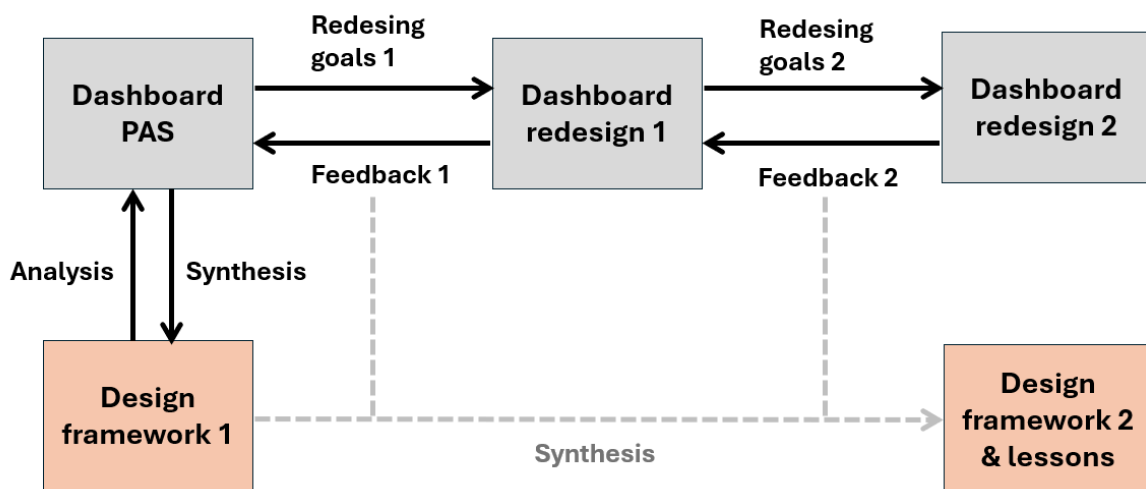 Redesing
goals 1
Redesing
goals 2
Dashboard
PAS
Dashboard
redesign 1
Dashboard
redesign 2
Feedback 1
Feedback 2
Analysis
Synthesis
Design
framework 1
Synthesis
Design
framework 2
& lessons